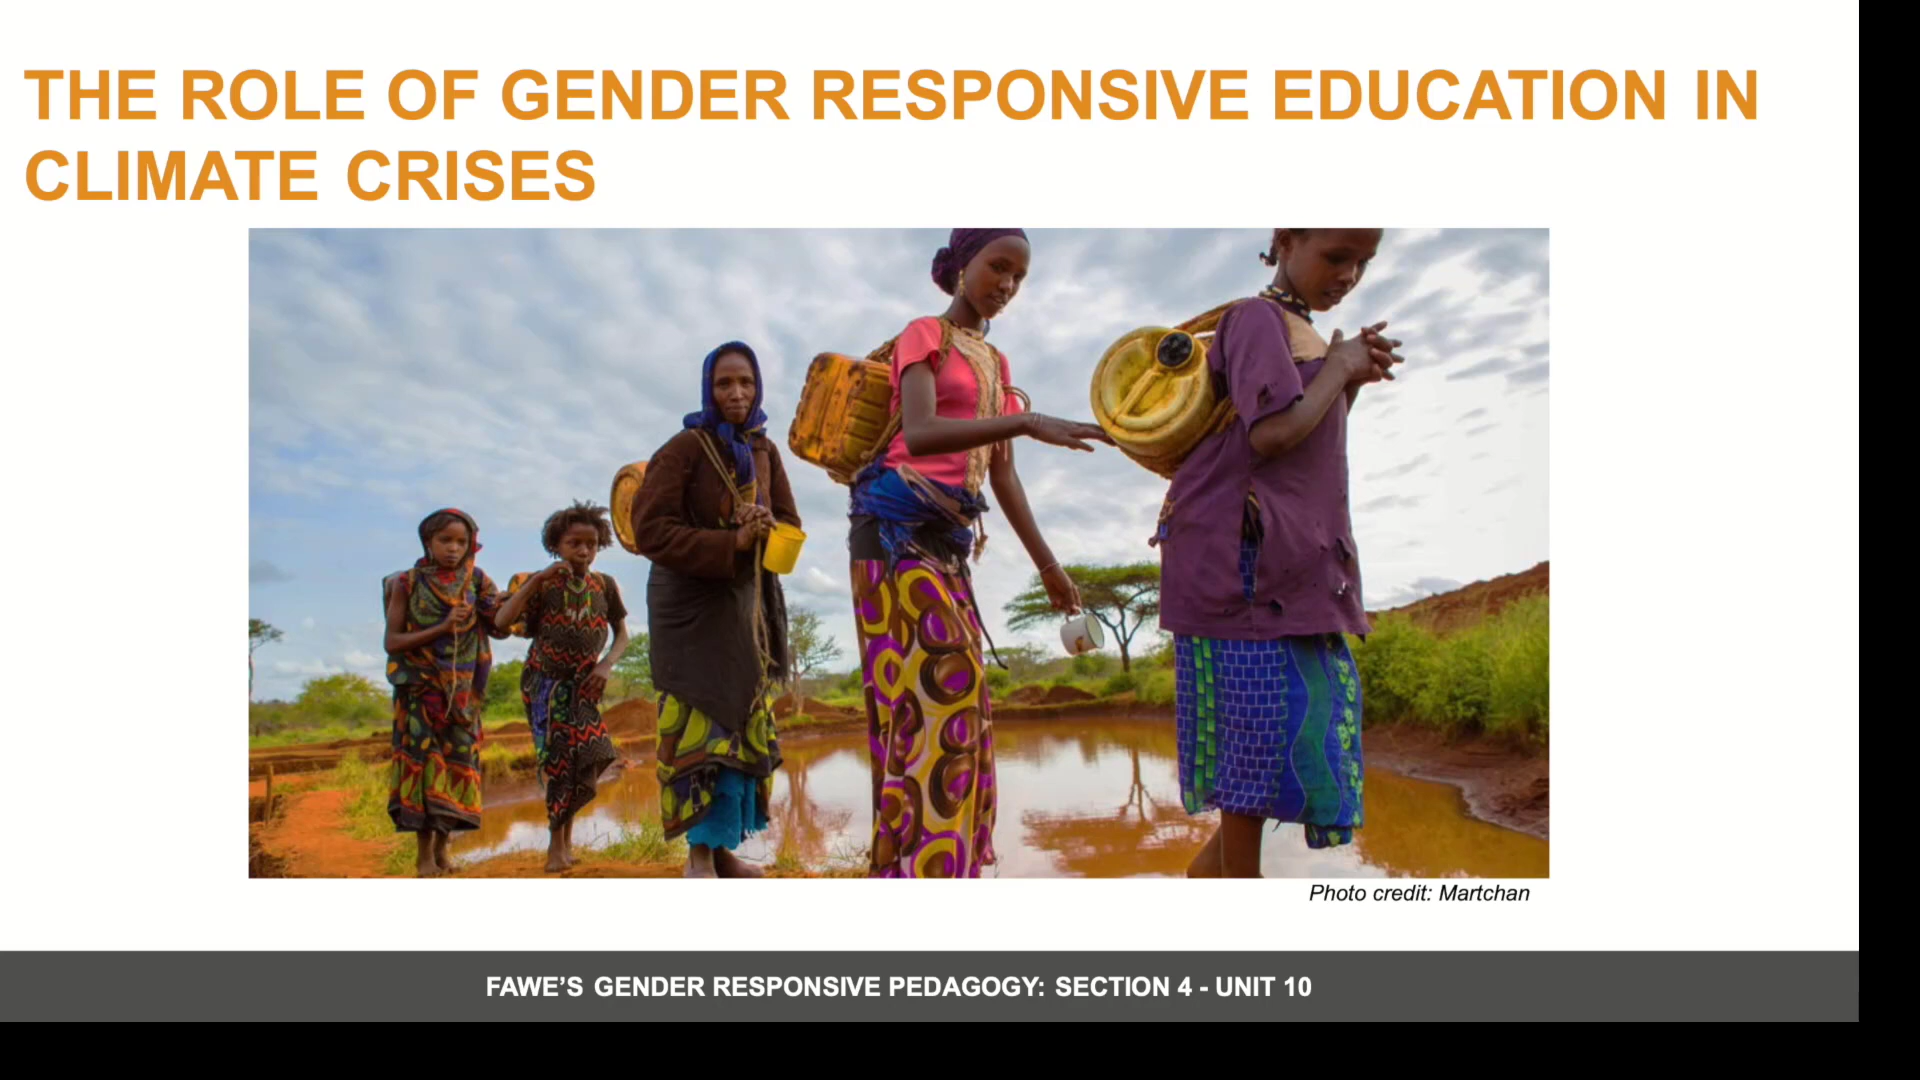 THE ROLE OF GENDER RESPONSIVE EDUCATION IN
CLIMATE CRISES
Photo credit: Martchan
FAWE’S GENDER RESPONSIVE PEDAGOGY: SECTION 4 - UNIT 10